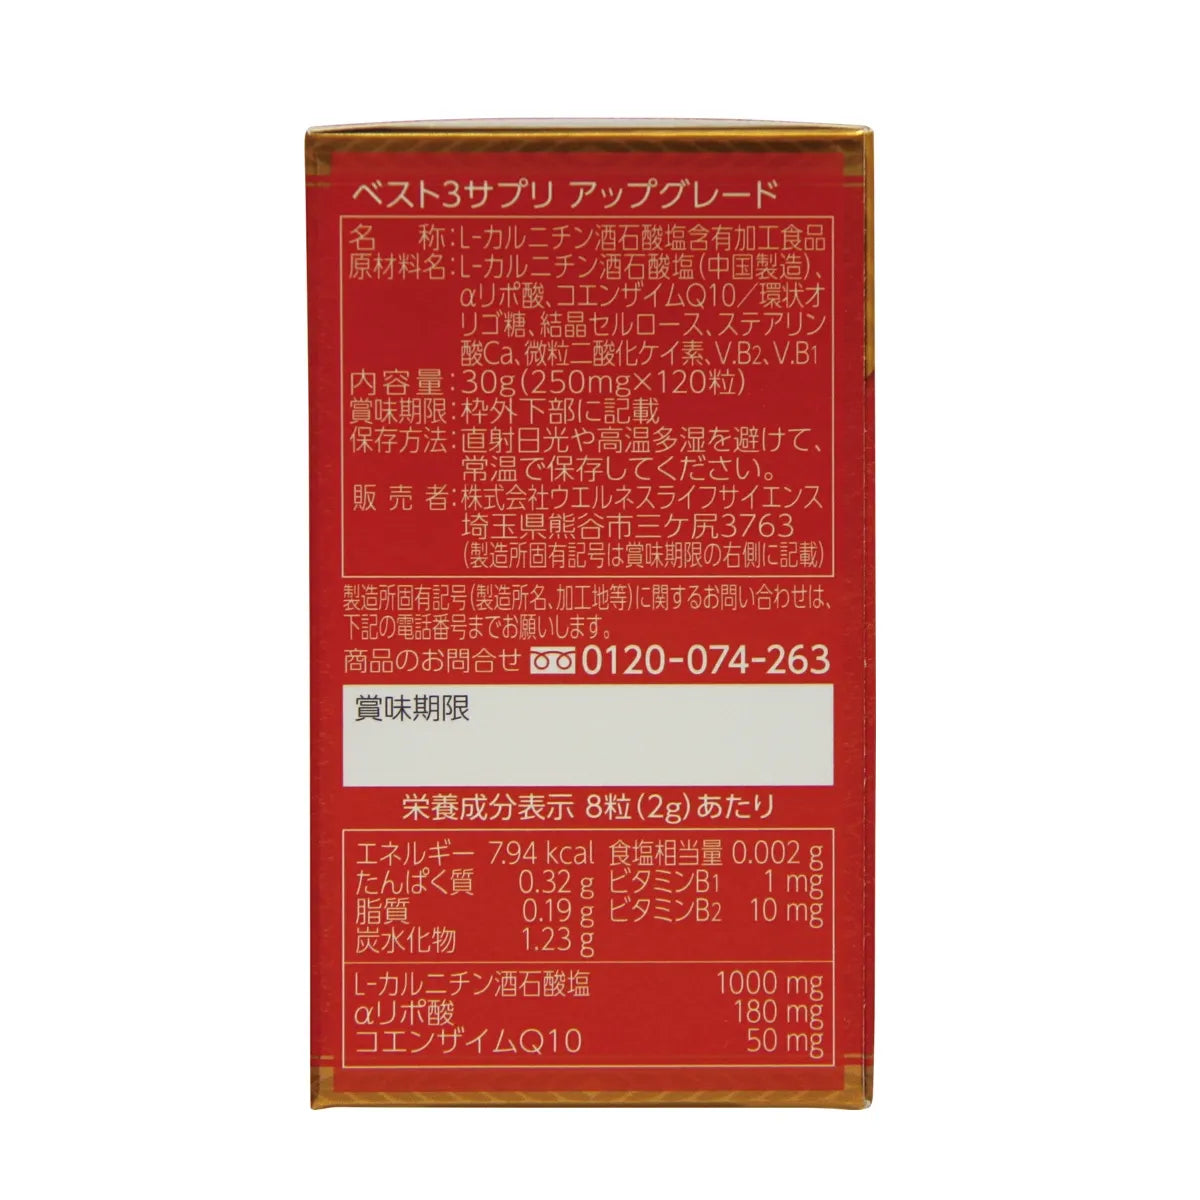 ベスト3サプリ アップグレード
名 称：L-カルニチン酒石酸塩含有加工食品
原材料名：L-カルニチン酒石酸塩（中国製造）、
αリポ酸、コエンザイムQ10／環状オ
リゴ糖、結晶セルロース、ステアリン
酸Ca、微粒二酸化ケイ素、V.B2、V.B1
内容量：30g（250mg×120粒）
賞味期限：枠外下部に記載
保存方法：直射日光や高温多湿を避けて、
常温で保存してください。
販売者：株式会社ウエルネスライフサイエンス
埼玉県熊谷市三ケ尻3763
（製造所固有記号は賞味期限の右側に記載）
製造所固有記号（製造所名、加工地等）に関するお問い合わせは、
下記の電話番号までお願いします。
商品のお問合せ 0120-074-263
賞味期限
栄養成分表示 8粒（2g）あたり
エネルギー 7.94 kcal 食塩相当量 0.002 g
たんぱく質 0.32 g ビタミンB1 1 mg
脂質 0.19 g ビタミンB2 10 mg
炭水化物 1.23 g
L-カルニチン酒石酸塩 1000 mg
αリポ酸 180 mg
コエンザイムQ10 50 mg